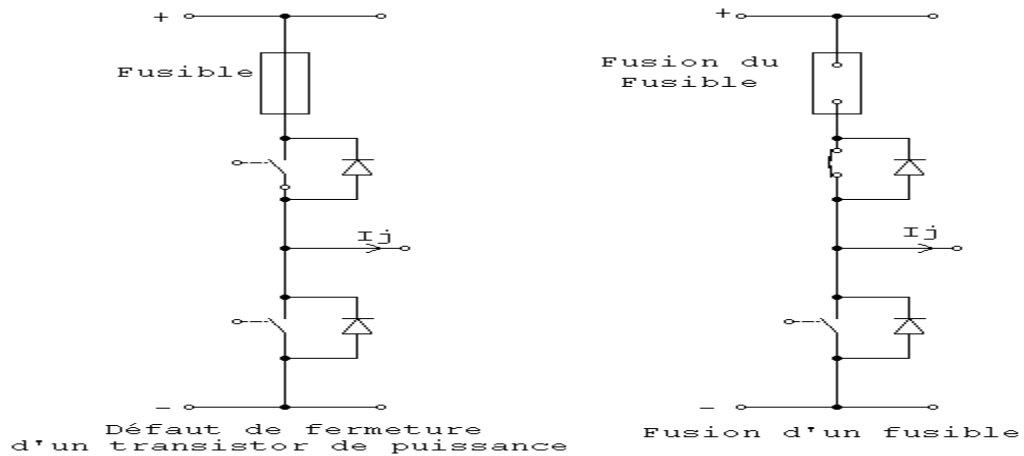 +
Fusible
Ij
-
Défaut de fermeture
d'un transistor de puissance
+
Fusion du
Fusible
Ij
-
Fusion d'un fusible